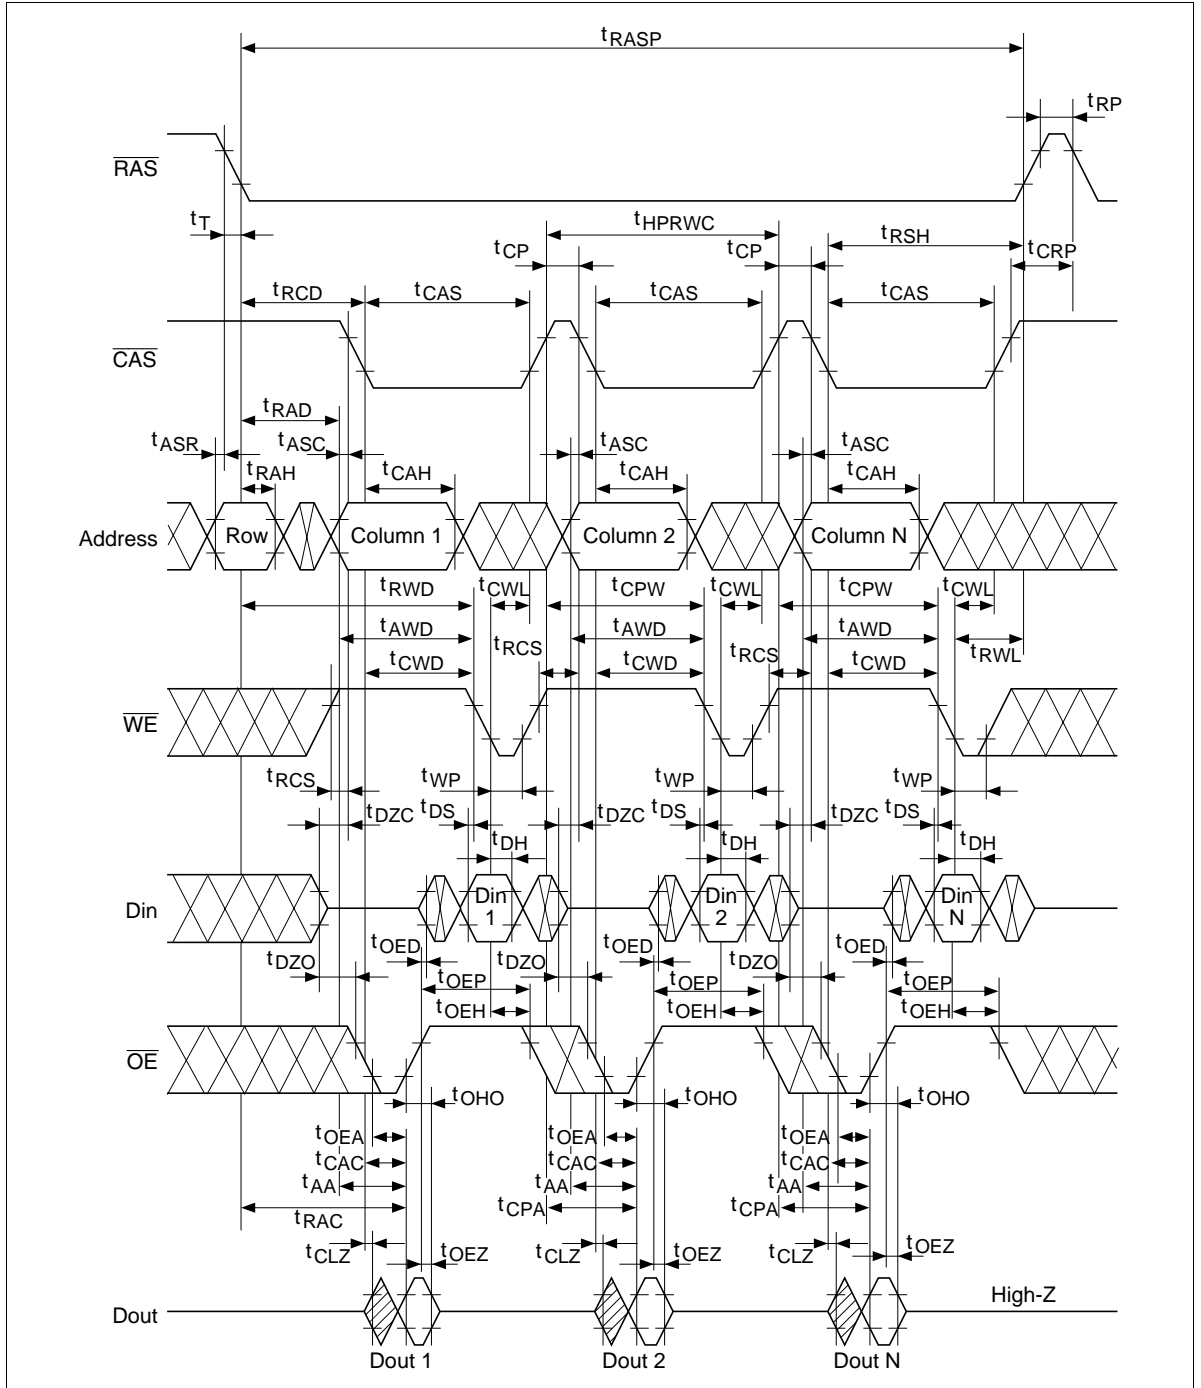 tRASP
tRP
RAS
tT
tHPRWC
tRSH
tCP
tCP
tCRP
tRCD
tCAS
tCAS
tCAS
CAS
tRAD
tASR
tASC
tASC
tASC
tRAH
tCAH
tCAH
tCAH
Address
Row
Column 1
Column 2
Column N
tRWD
tCWL
tCPW
tCWL
tCPW
tCWL
tAWD
tAWD
tAWD
tRCS
tRCS
tRWL
tCWD
tCWD
tCWD
WE
tRCS
tWP
tWP
tWP
tDZC
tDS
tDZC
tDS
tDZC
tDS
tDH
tDH
tDH
Din
Din 1
Din 2
Din N
tOED
tOED
tOED
tDZO
tDZO
tDZO
tOEP
tOEP
tOEP
tOEH
tOEH
tOEH
OE
tOHO
tOHO
tOHO
tOEA
tOEA
tOEA
tCAC
tCAC
tCAC
tAA
tAA
tAA
tRAC
tCPA
tCPA
tCLZ
tOEZ
tCLZ
tOEZ
tCLZ
tOEZ
High-Z
Dout
Dout 1
Dout 2
Dout N